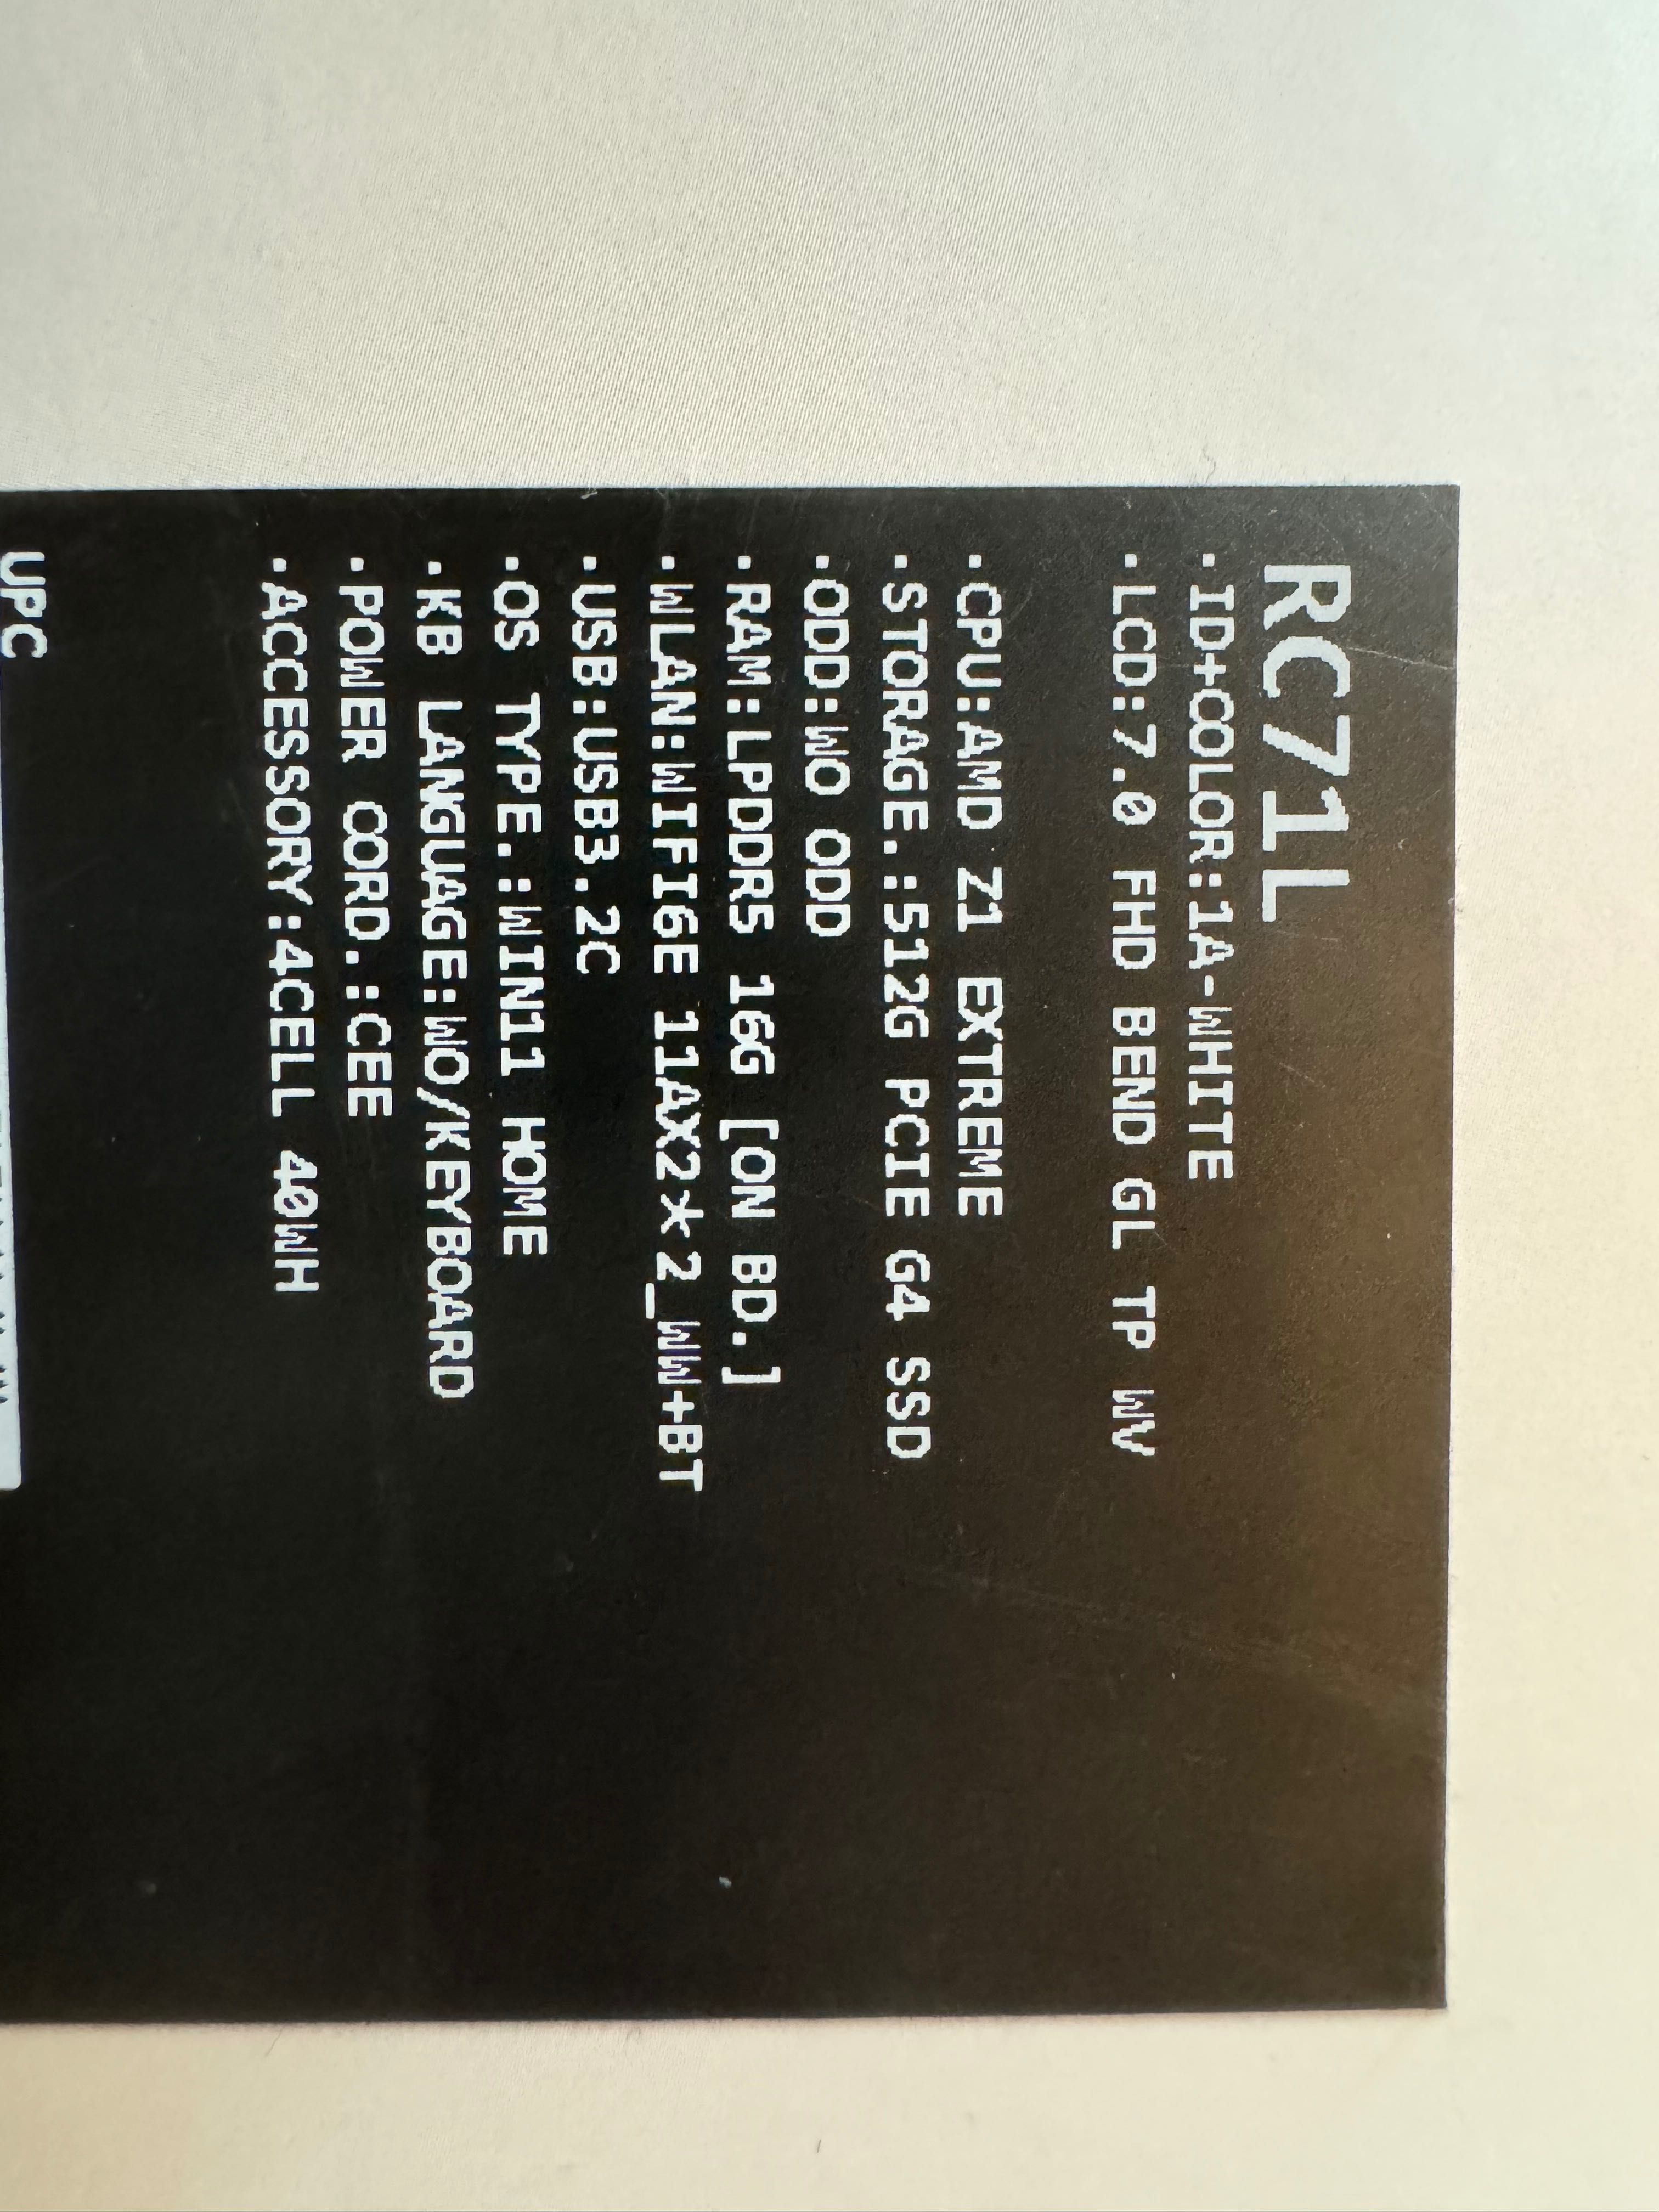 RC71L
.ID+COLOR:1A-WHITE
.LCD:7.0 FHD BEND GL TP WV
.CPU:AMD Z1 EXTREME
.STORAGE.:512G PCIE G4 SSD
.ODD:WO ODD
.RAM:LPDDR5 16G [ON BD.]
.WLAN:WIFI6E 11AX2*2_WW+BT
.USB:USB3.2C
.OS TYPE.:WIN11 HOME
.KB LANGUAGE:WO/KEYBOARD
.POWER CORD.:CEE
.ACCESSORY:4CELL 40WH
UPC